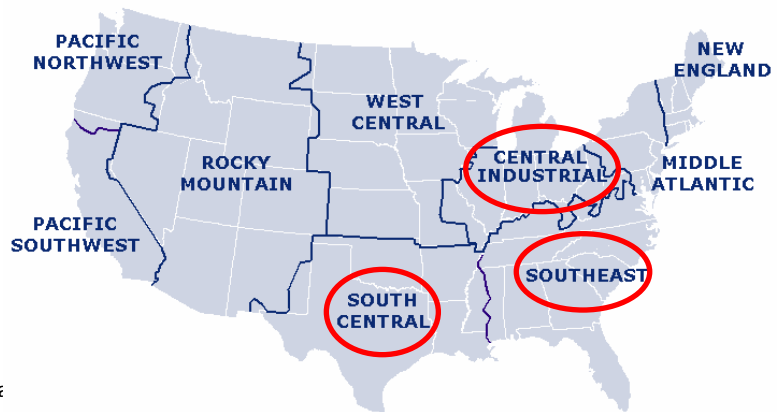 PACIFIC
NORTHWEST
NEW
ENGLAND
WEST
CENTRAL
CENTRAL
INDUSTRIAL
ROCKY
MOUNTAIN
MIDDLE
ATLANTIC
PACIFIC
SOUTHWEST
SOUTHEAST
SOUTH
CENTRAL